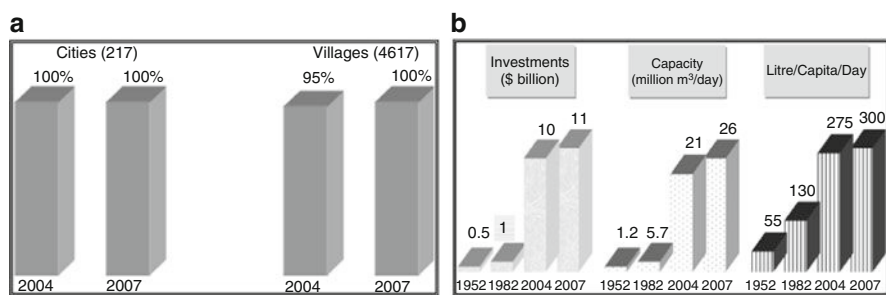 a
Cities (217)
Villages (4617)
100%
100%
95%
100%
2004
2007
2004
2007
b
Investments
($ billion)
Capacity
(million m³/day)
Litre/Capita/Day
0.5
1
10
11
1.2
5.7
21
26
55
130
275
300
1952 1982 2004 2007
1952 1982 2004 2007
1952 1982 2004 2007